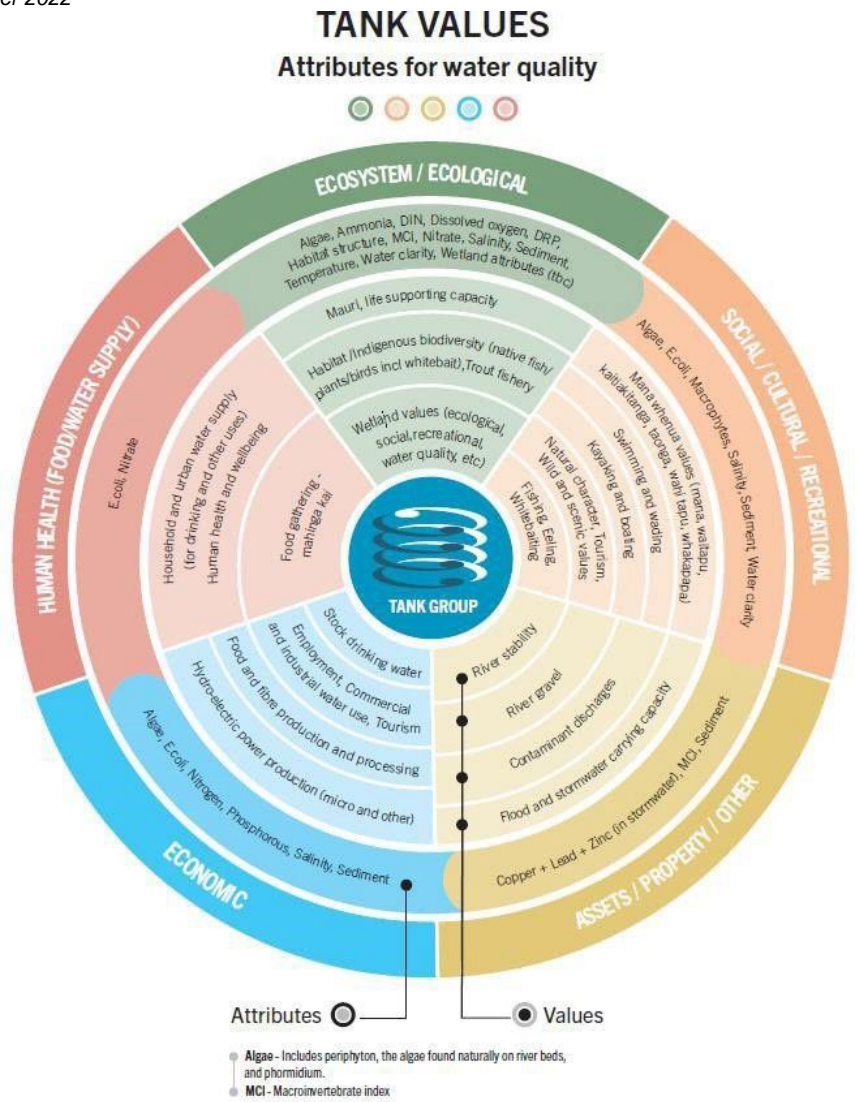 2022
TANK VALUES
Attributes for water quality
ECOSYSTEM / ECOLOGICAL
Algae, Ammonia, DIN, Dissolved oxygen, DRP,
Habitat structure, MCI, Nitrate, Salinity, Sediment,
Temperature, Water clarity, Wetland attributes (tbc)
Mauri, life supporting capacity
Habitat/Indigenous biodiversity (native fish/
plants/birds incl whitebait),Trout fishery
Wetland values (ecological,
social,recreational,
water quality, etc)
SOCIAL / CULTURAL / RECREATIONAL
Algae, E.coli, Macrophytes, Salinity, Sediment, Water clarity
Mana whenua values (mana, waitapu,
kaitiakitanga, taonga, wahi tapu, whakapapa)
Swimming and wading
Kayaking and boating
Natural character, Tourism,
Wild and scenic values
Fishing, Eeling,
Whitebaiting
ASSETS / PROPERTY / OTHER
Copper + Lead + Zinc (in stormwater), MCI, Sediment
Flood and stormwater carrying capacity
Contaminant discharges
River gravel
River stability
ECONOMIC
Algae, E.coli, Nitrogen, Phosphorous, Salinity, Sediment
Hydro-electric power production (micro and other)
Food and fibre production and processing
Employment, Commercial
and industrial water use, Tourism
Stock drinking water
HUMAN HEALTH (FOOD/WATER SUPPLY)
E.coli, Nitrate
Household and urban water supply
(for drinking and other uses)
Human health and wellbeing
Food gathering -
mahinga kai
TANK GROUP
Attributes
Values
Algae - Includes periphyton, the algae found naturally on river beds,
and phormidium.
MCI - Macroinvertebrate index